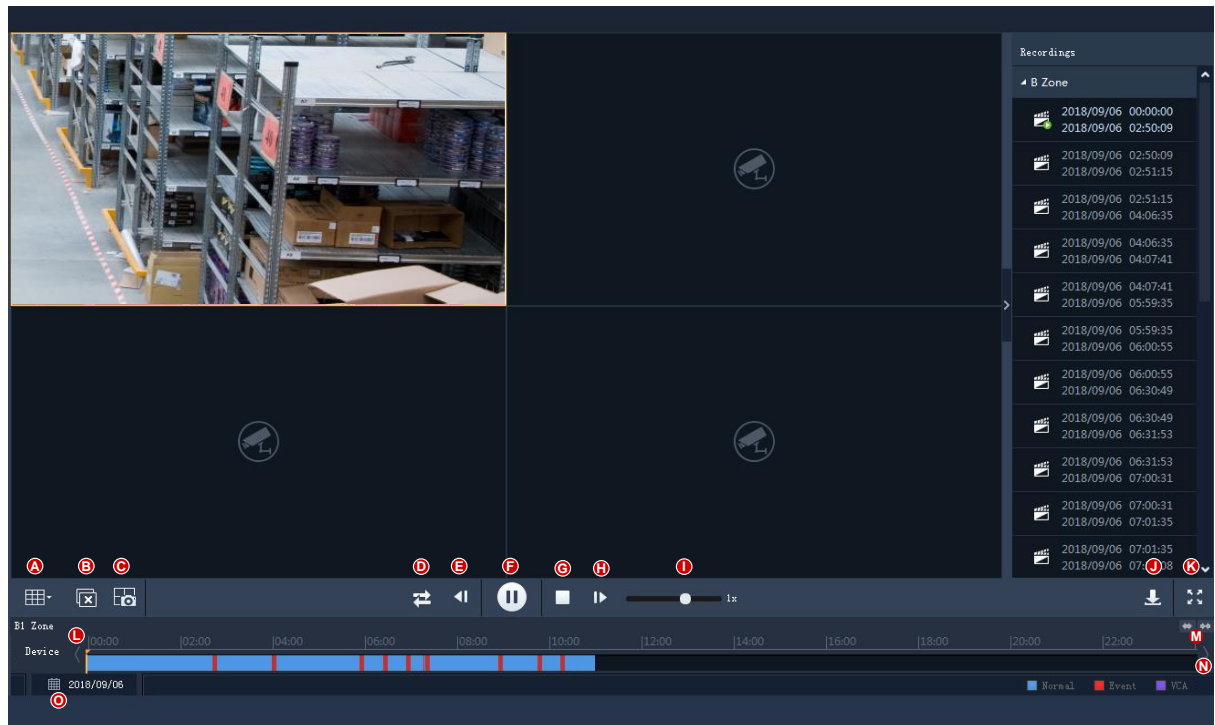 Recordings
B Zone
2018/09/06 00:00:00
2018/09/06 02:50:09
2018/09/06 02:50:09
2018/09/06 02:51:15
2018/09/06 02:51:15
2018/09/06 04:06:35
2018/09/06 04:06:35
2018/09/06 04:07:41
2018/09/06 04:07:41
2018/09/06 05:59:35
2018/09/06 05:59:35
2018/09/06 06:00:55
2018/09/06 06:00:55
2018/09/06 06:30:49
2018/09/06 06:30:49
2018/09/06 06:31:53
2018/09/06 06:31:53
2018/09/06 07:00:31
2018/09/06 07:00:31
2018/09/06 07:01:35
2018/09/06 07:01:35
2018/09/06
A B C D E F G H I J K
1x
B1 Zone
L M
00:00 02:00 04:00 06:00 08:00 10:00 12:00 14:00 16:00 18:00 20:00 22:00
Device
N
2018/09/06
Normal Event VCA
O